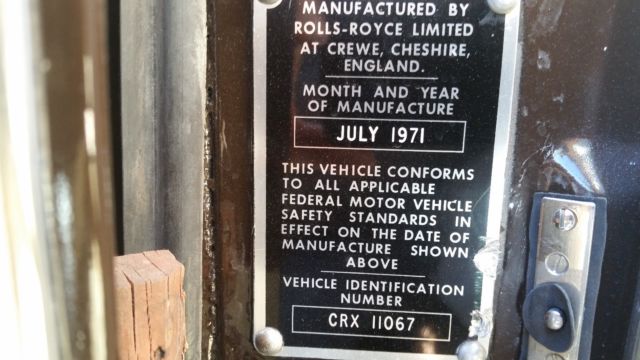 MANUFACTURED BY
ROLLS-ROYCE LIMITED
AT CREWE, CHESHIRE,
ENGLAND.
MONTH AND YEAR
OF MANUFACTURE
JULY 1971
THIS VEHICLE CONFORMS
TO ALL APPLICABLE
FEDERAL MOTOR VEHICLE
SAFETY STANDARDS IN
EFFECT ON THE DATE OF
MANUFACTURE SHOWN
ABOVE
VEHICLE IDENTIFICATION
NUMBER
CRX 11067